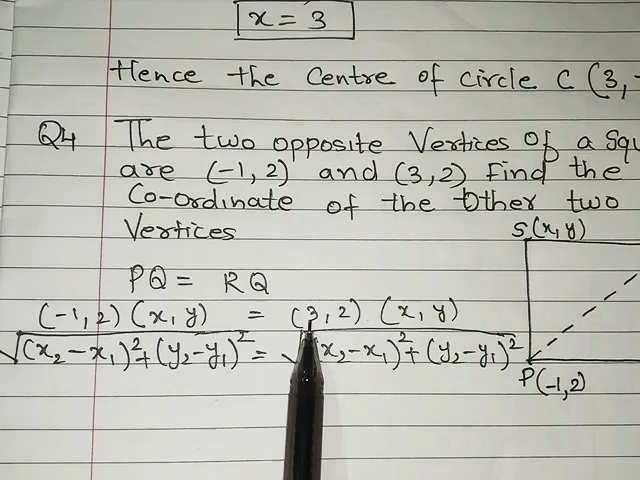 x = 3
Hence the Centre of circle C (3, -
Q4 The two opposite Vertices of a Squ
are (-1, 2) and (3, 2) Find the
Co-ordinate of the Other two
Vertices
S(x, y)
PQ = RQ
(-1, 2) (x, y) = (3, 2) (x, y)
√(x₂ - x₁)² + (y₂ - y₁)² = √(x₂ - x₁)² + (y₂ - y₁)²
P(-1, 2)